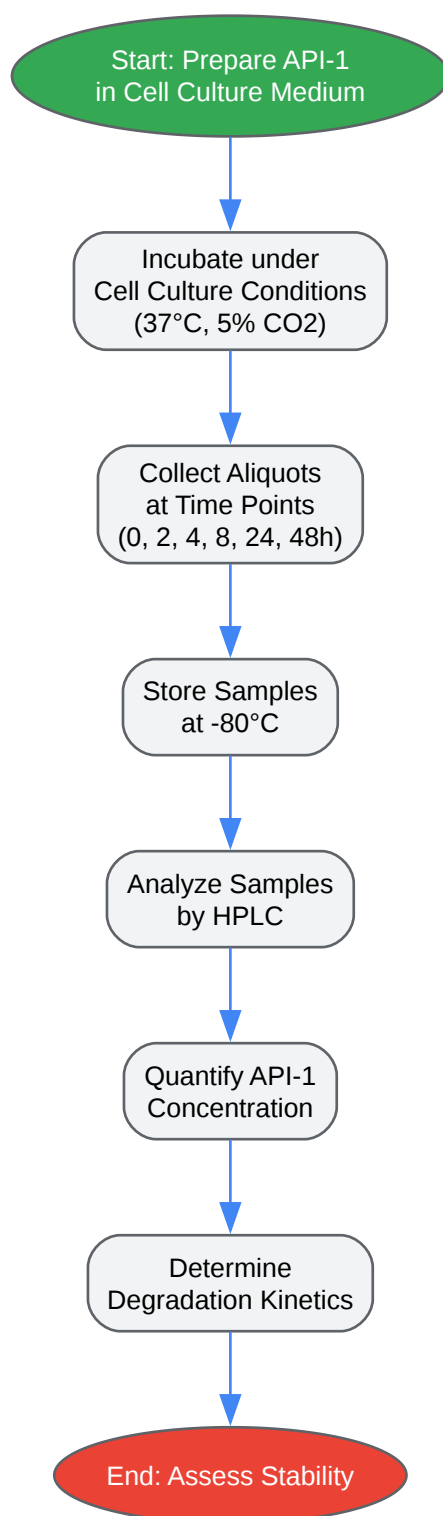 Start: Prepare API-1
in Cell Culture Medium
Incubate under
Cell Culture Conditions
(37°C, 5% CO2)
Collect Aliquots
at Time Points
(0, 2, 4, 8, 24, 48h)
Store Samples
at -80°C
Analyze Samples
by HPLC
Quantify API-1
Concentration
Determine
Degradation Kinetics
End: Assess Stability